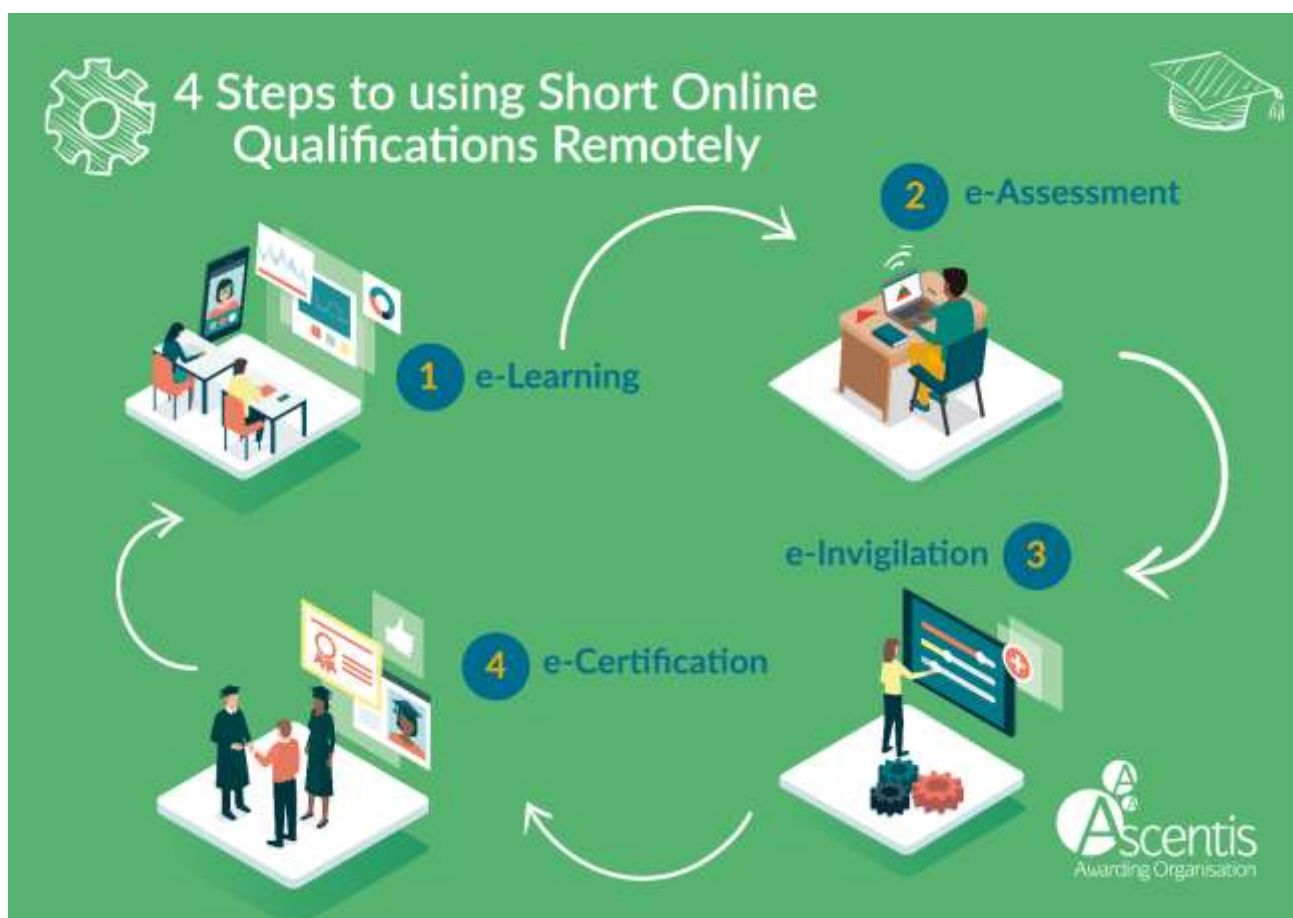 4 Steps to using Short Online
Qualifications Remotely
1 e-Learning
2 e-Assessment
e-Invigilation 3
4 e-Certification
A
A
Ascentis
Awarding Organisation